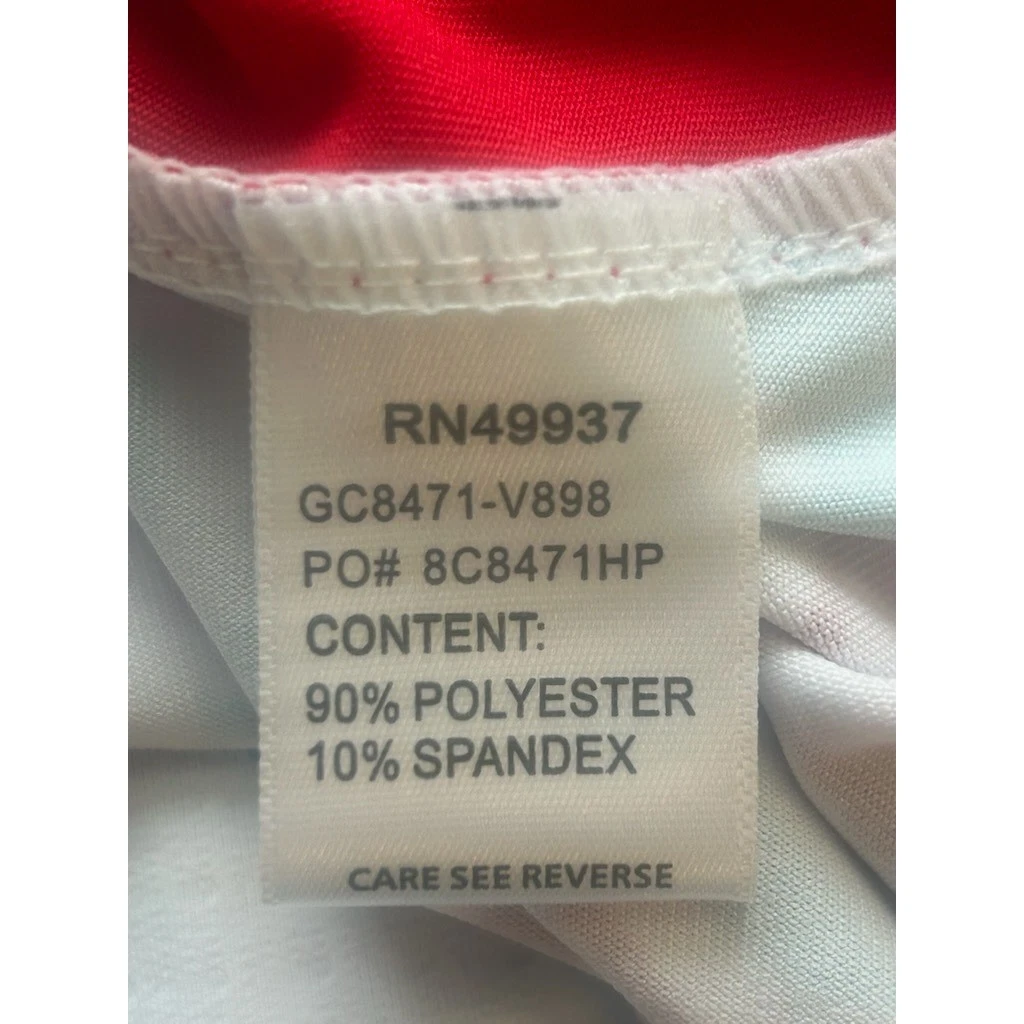 RN49937
GC8471-V898
PO# 8C8471HP
CONTENT:
90% POLYESTER
10% SPANDEX
CARE SEE REVERSE